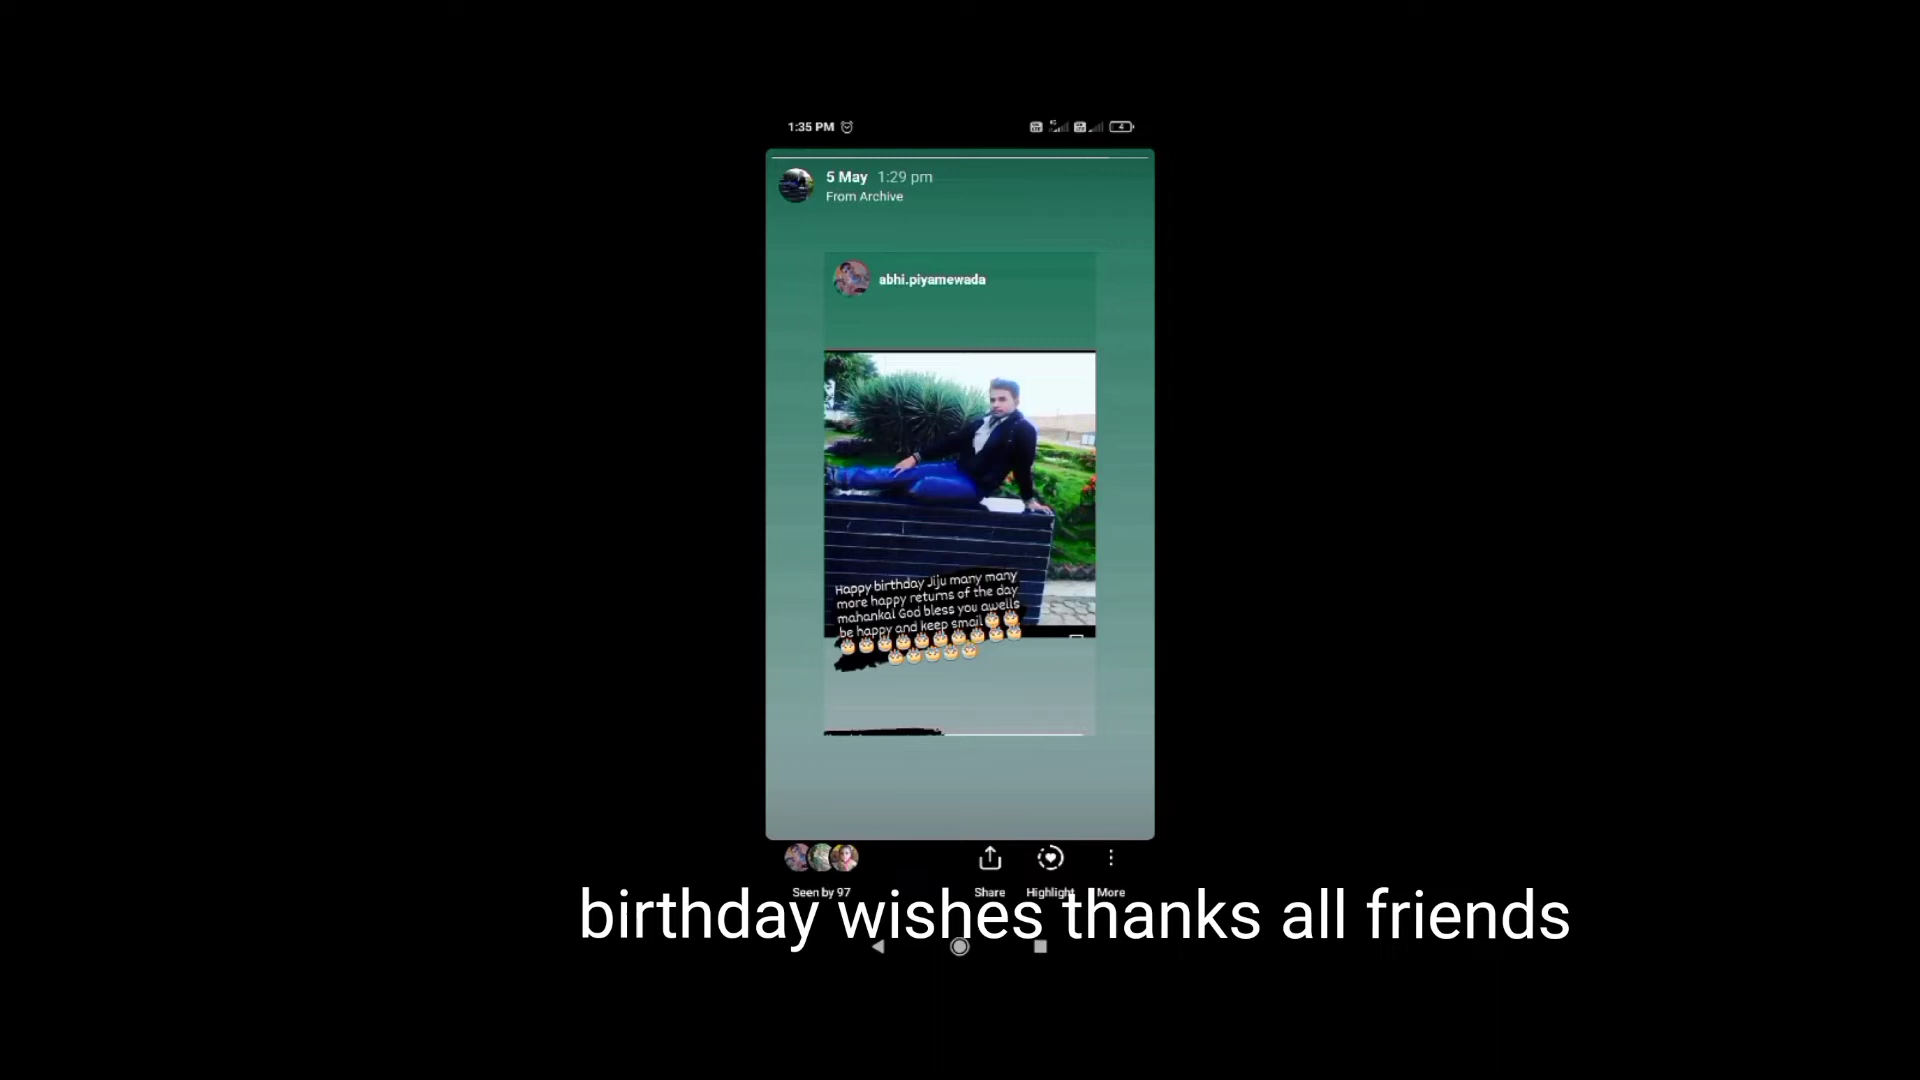 1:35 PM
4
5 May 1:29 pm
From Archive
abhi.piyamewada
Happy birthday Jiju many many
more happy returns of the day
mahankal God bless you awells
be happy and keep smail
Seen by 97
Share
Highlight
More
birthday wishes thanks all friends